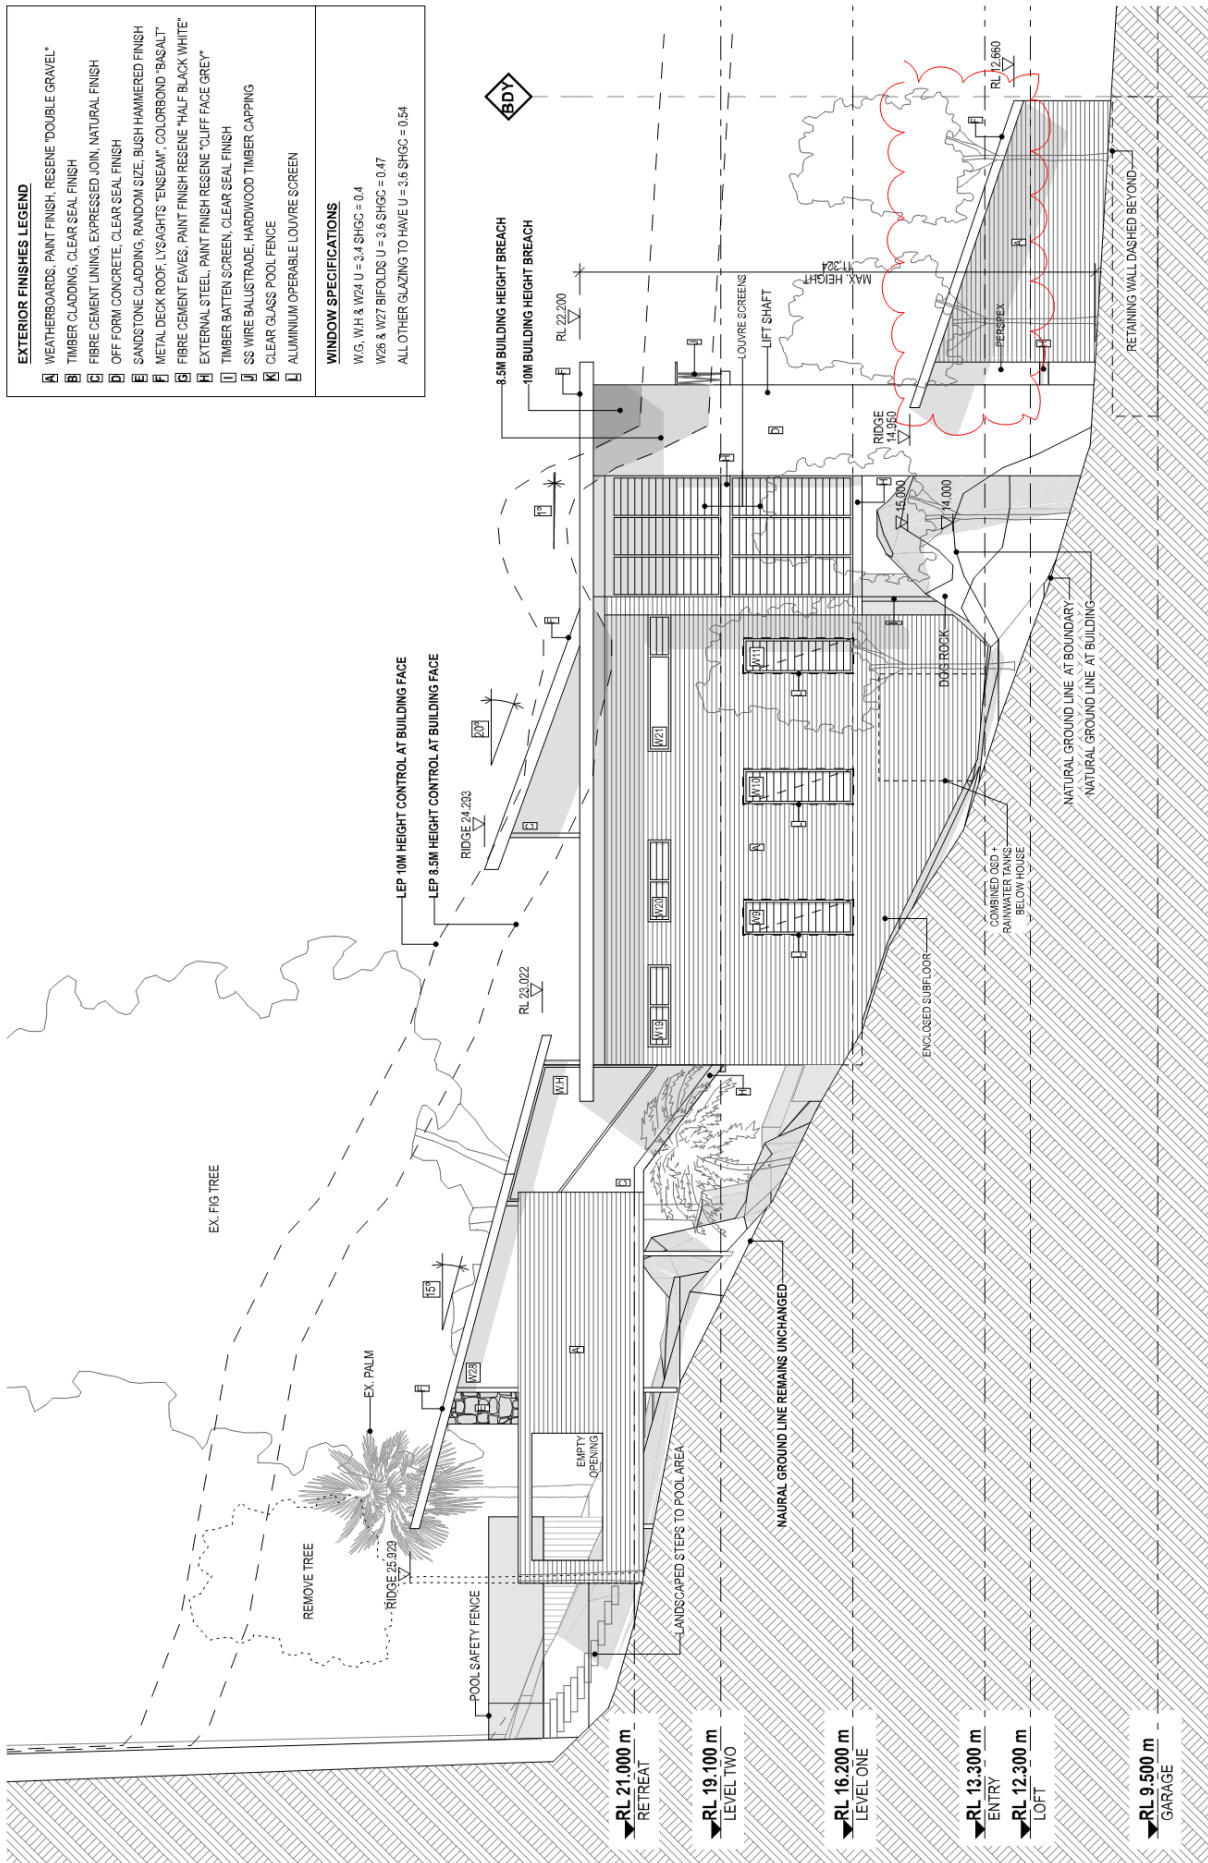 EXTERIOR FINISHES LEGEND
A WEATHERBOARDS, PAINT FINISH, RESENE "DOUBLE GRAVEL"
B TIMBER CLADDING, CLEAR SEAL FINISH
C FIBRE CEMENT LINING, EXPRESSED JOIN, NATURAL FINISH
D OFF FORM CONCRETE, CLEAR SEAL FINISH
E SANDSTONE CLADDING, RANDOM SIZE, BUSH HAMMERED FINISH
F METAL DECK ROOF, LYSAGHTS "ENSEAM", COLORBOND "BASALT"
G FIBRE CEMENT EAVES, PAINT FINISH RESENE "HALF BLACK WHITE"
H EXTERNAL STEEL, PAINT FINISH RESENE "CLIFF FACE GREY"
I TIMBER BATTEN SCREEN, CLEAR SEAL FINISH
J SS WIRE BALUSTRADE, HARDWOOD TIMBER CAPPING
K CLEAR GLASS POOL FENCE
L ALUMINIUM OPERABLE LOUVRE SCREEN
WINDOW SPECIFICATIONS
W.G, W.H & W24 U = 3.4 SHGC = 0.4
W26 & W27 BIFOLDS U = 3.6 SHGC = 0.47
ALL OTHER GLAZING TO HAVE U = 3.6 SHGC = 0.54
BDY
EX. FIG TREE
EX. PALM
REMOVE TREE
RIDGE 25.929
POOL SAFETY FENCE
15°
F
W28
E
EMPTY
OPENING
A
W.H
C
H
LEP 10M HEIGHT CONTROL AT BUILDING FACE
LEP 8.5M HEIGHT CONTROL AT BUILDING FACE
RL 23.022
RIDGE 24.293
20°
C
F
1°
F
8.5M BUILDING HEIGHT BREACH
10M BUILDING HEIGHT BREACH
RL 22.200
J
LOUVRE SCREENS
LIFT SHAFT
D
H
H
MAX. HEIGHT
11.324
RIDGE
14.950
RL 12.660
F
A
PERSPEX
H
RETAINING WALL DASHED BEYOND
W19
W20
W21
W9
W10
W11
L
L
L
A
15.000
14.000
DOG ROCK
NATURAL GROUND LINE AT BOUNDARY
NATURAL GROUND LINE AT BUILDING
COMBINED OSD +
RAINWATER TANKS
BELOW HOUSE
ENCLOSED SUBFLOOR
NAURAL GROUND LINE REMAINS UNCHANGED
LANDSCAPED STEPS TO POOL AREA
RL 21.000 m
RETREAT
RL 19.100 m
LEVEL TWO
RL 16.200 m
LEVEL ONE
RL 13.300 m
ENTRY
RL 12.300 m
LOFT
RL 9.500 m
GARAGE